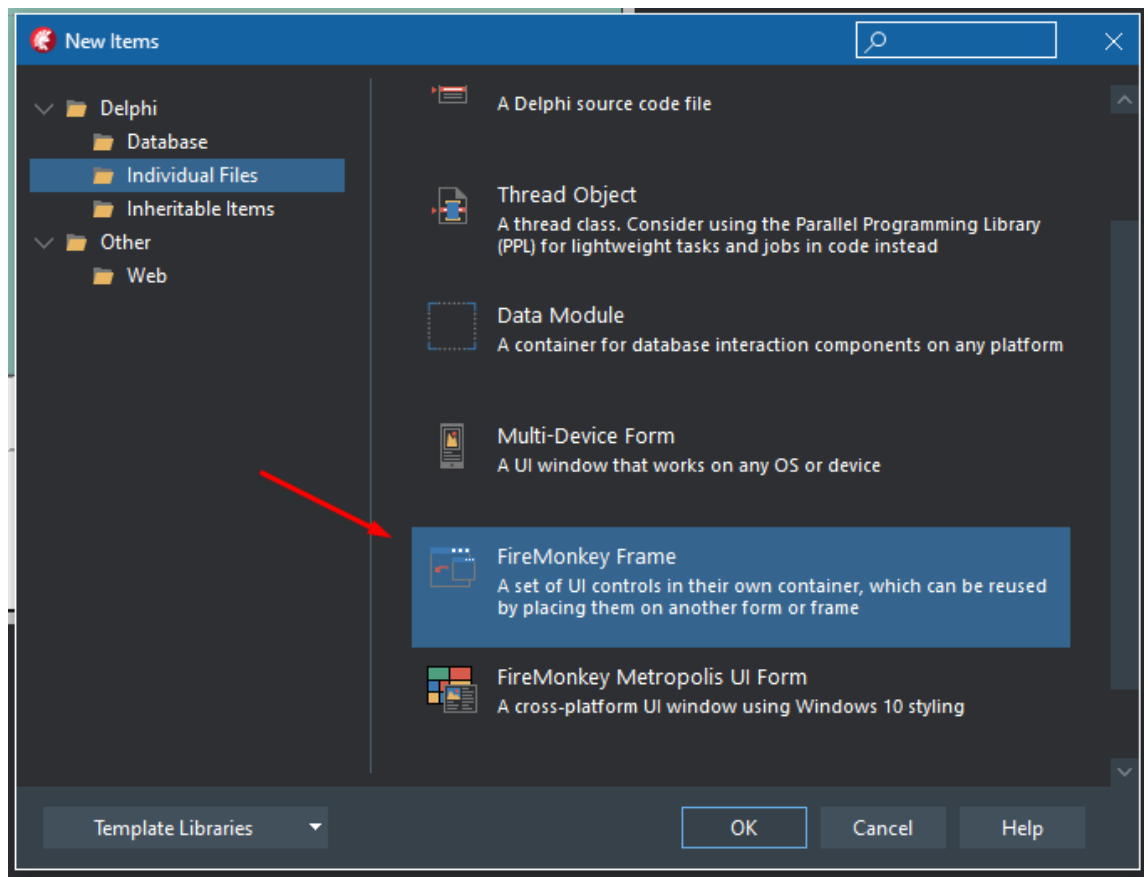 New Items
Delphi
Database
Individual Files
Inheritable Items
Other
Web
A Delphi source code file
Thread Object
A thread class. Consider using the Parallel Programming Library
(PPL) for lightweight tasks and jobs in code instead
Data Module
A container for database interaction components on any platform
Multi-Device Form
A UI window that works on any OS or device
FireMonkey Frame
A set of UI controls in their own container, which can be reused
by placing them on another form or frame
FireMonkey Metropolis UI Form
A cross-platform UI window using Windows 10 styling
Template Libraries
OK
Cancel
Help